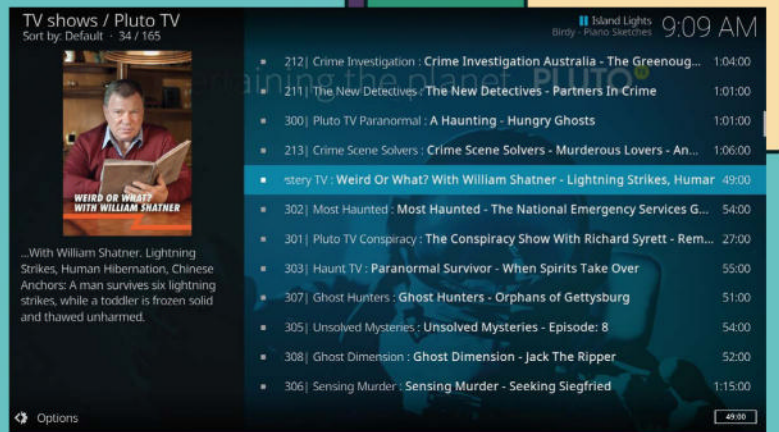 TV shows / Pluto TV
Sort by: Default · 34 / 165
Island Lights
Birdy - Piano Sketches
9:09 AM
WEIRD OR WHAT?
WITH WILLIAM SHATNER
...With William Shatner. Lightning
Strikes, Human Hibernation, Chinese
Anchors: A man survives six lightning
strikes, while a toddler is frozen solid
and thawed unharmed.
212| Crime Investigation : Crime Investigation Australia - The Greenoug... 1:04:00
taining the planet PLUTO tv
211| The New Detectives : The New Detectives - Partners In Crime 1:01:00
300| Pluto TV Paranormal : A Haunting - Hungry Ghosts 1:01:00
213| Crime Scene Solvers : Crime Scene Solvers - Murderous Lovers - An... 1:06:00
stery TV : Weird Or What? With William Shatner - Lightning Strikes, Humar 49:00
302| Most Haunted : Most Haunted - The National Emergency Services G... 54:00
301| Pluto TV Conspiracy : The Conspiracy Show With Richard Syrett - Rem... 27:00
303| Haunt TV : Paranormal Survivor - When Spirits Take Over 55:00
307| Ghost Hunters : Ghost Hunters - Orphans of Gettysburg 51:00
305| Unsolved Mysteries : Unsolved Mysteries - Episode: 8 54:00
308| Ghost Dimension : Ghost Dimension - Jack The Ripper 52:00
306| Sensing Murder : Sensing Murder - Seeking Siegfried 1:15:00
Options
49:00